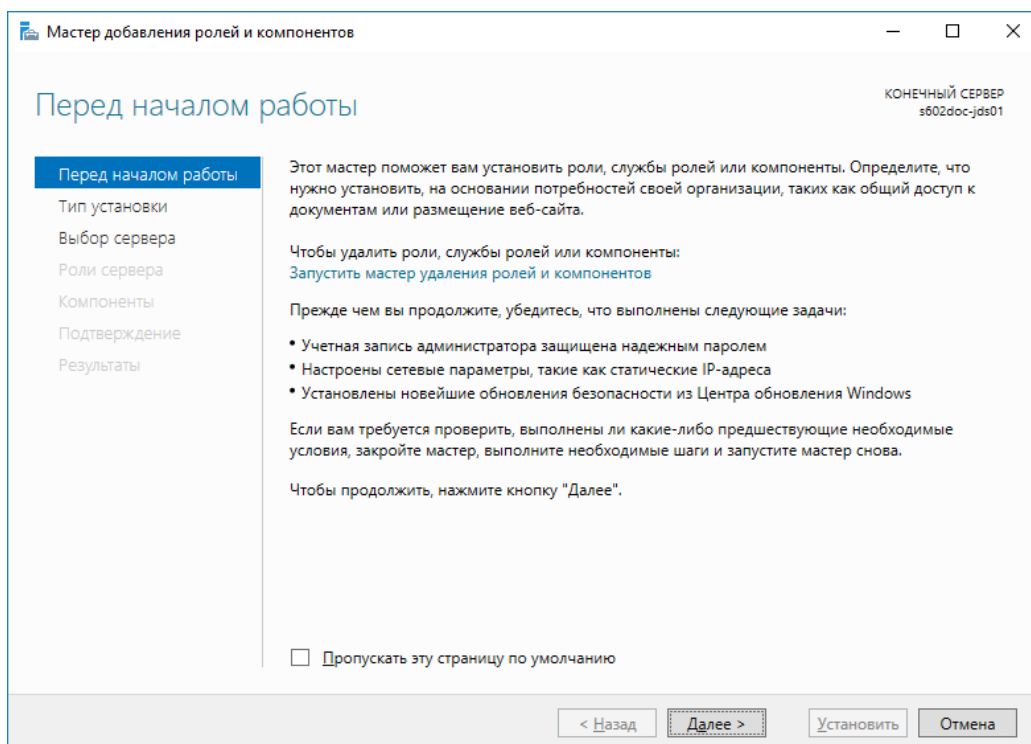 Мастер добавления ролей и компонентов
Перед началом работы
КОНЕЧНЫЙ СЕРВЕР
s602doc-jds01
Перед началом работы
Тип установки
Выбор сервера
Роли сервера
Компоненты
Подтверждение
Результаты
Этот мастер поможет вам установить роли, службы ролей или компоненты. Определите, что
нужно установить, на основании потребностей своей организации, таких как общий доступ к
документам или размещение веб-сайта.
Чтобы удалить роли, службы ролей или компоненты:
Запустить мастер удаления ролей и компонентов
Прежде чем вы продолжите, убедитесь, что выполнены следующие задачи:
• Учетная запись администратора защищена надежным паролем
• Настроены сетевые параметры, такие как статические IP-адреса
• Установлены новейшие обновления безопасности из Центра обновления Windows
Если вам требуется проверить, выполнены ли какие-либо предшествующие необходимые
условия, закройте мастер, выполните необходимые шаги и запустите мастер снова.
Чтобы продолжить, нажмите кнопку "Далее".
Пропускать эту страницу по умолчанию
< Назад
Далее >
Установить
Отмена